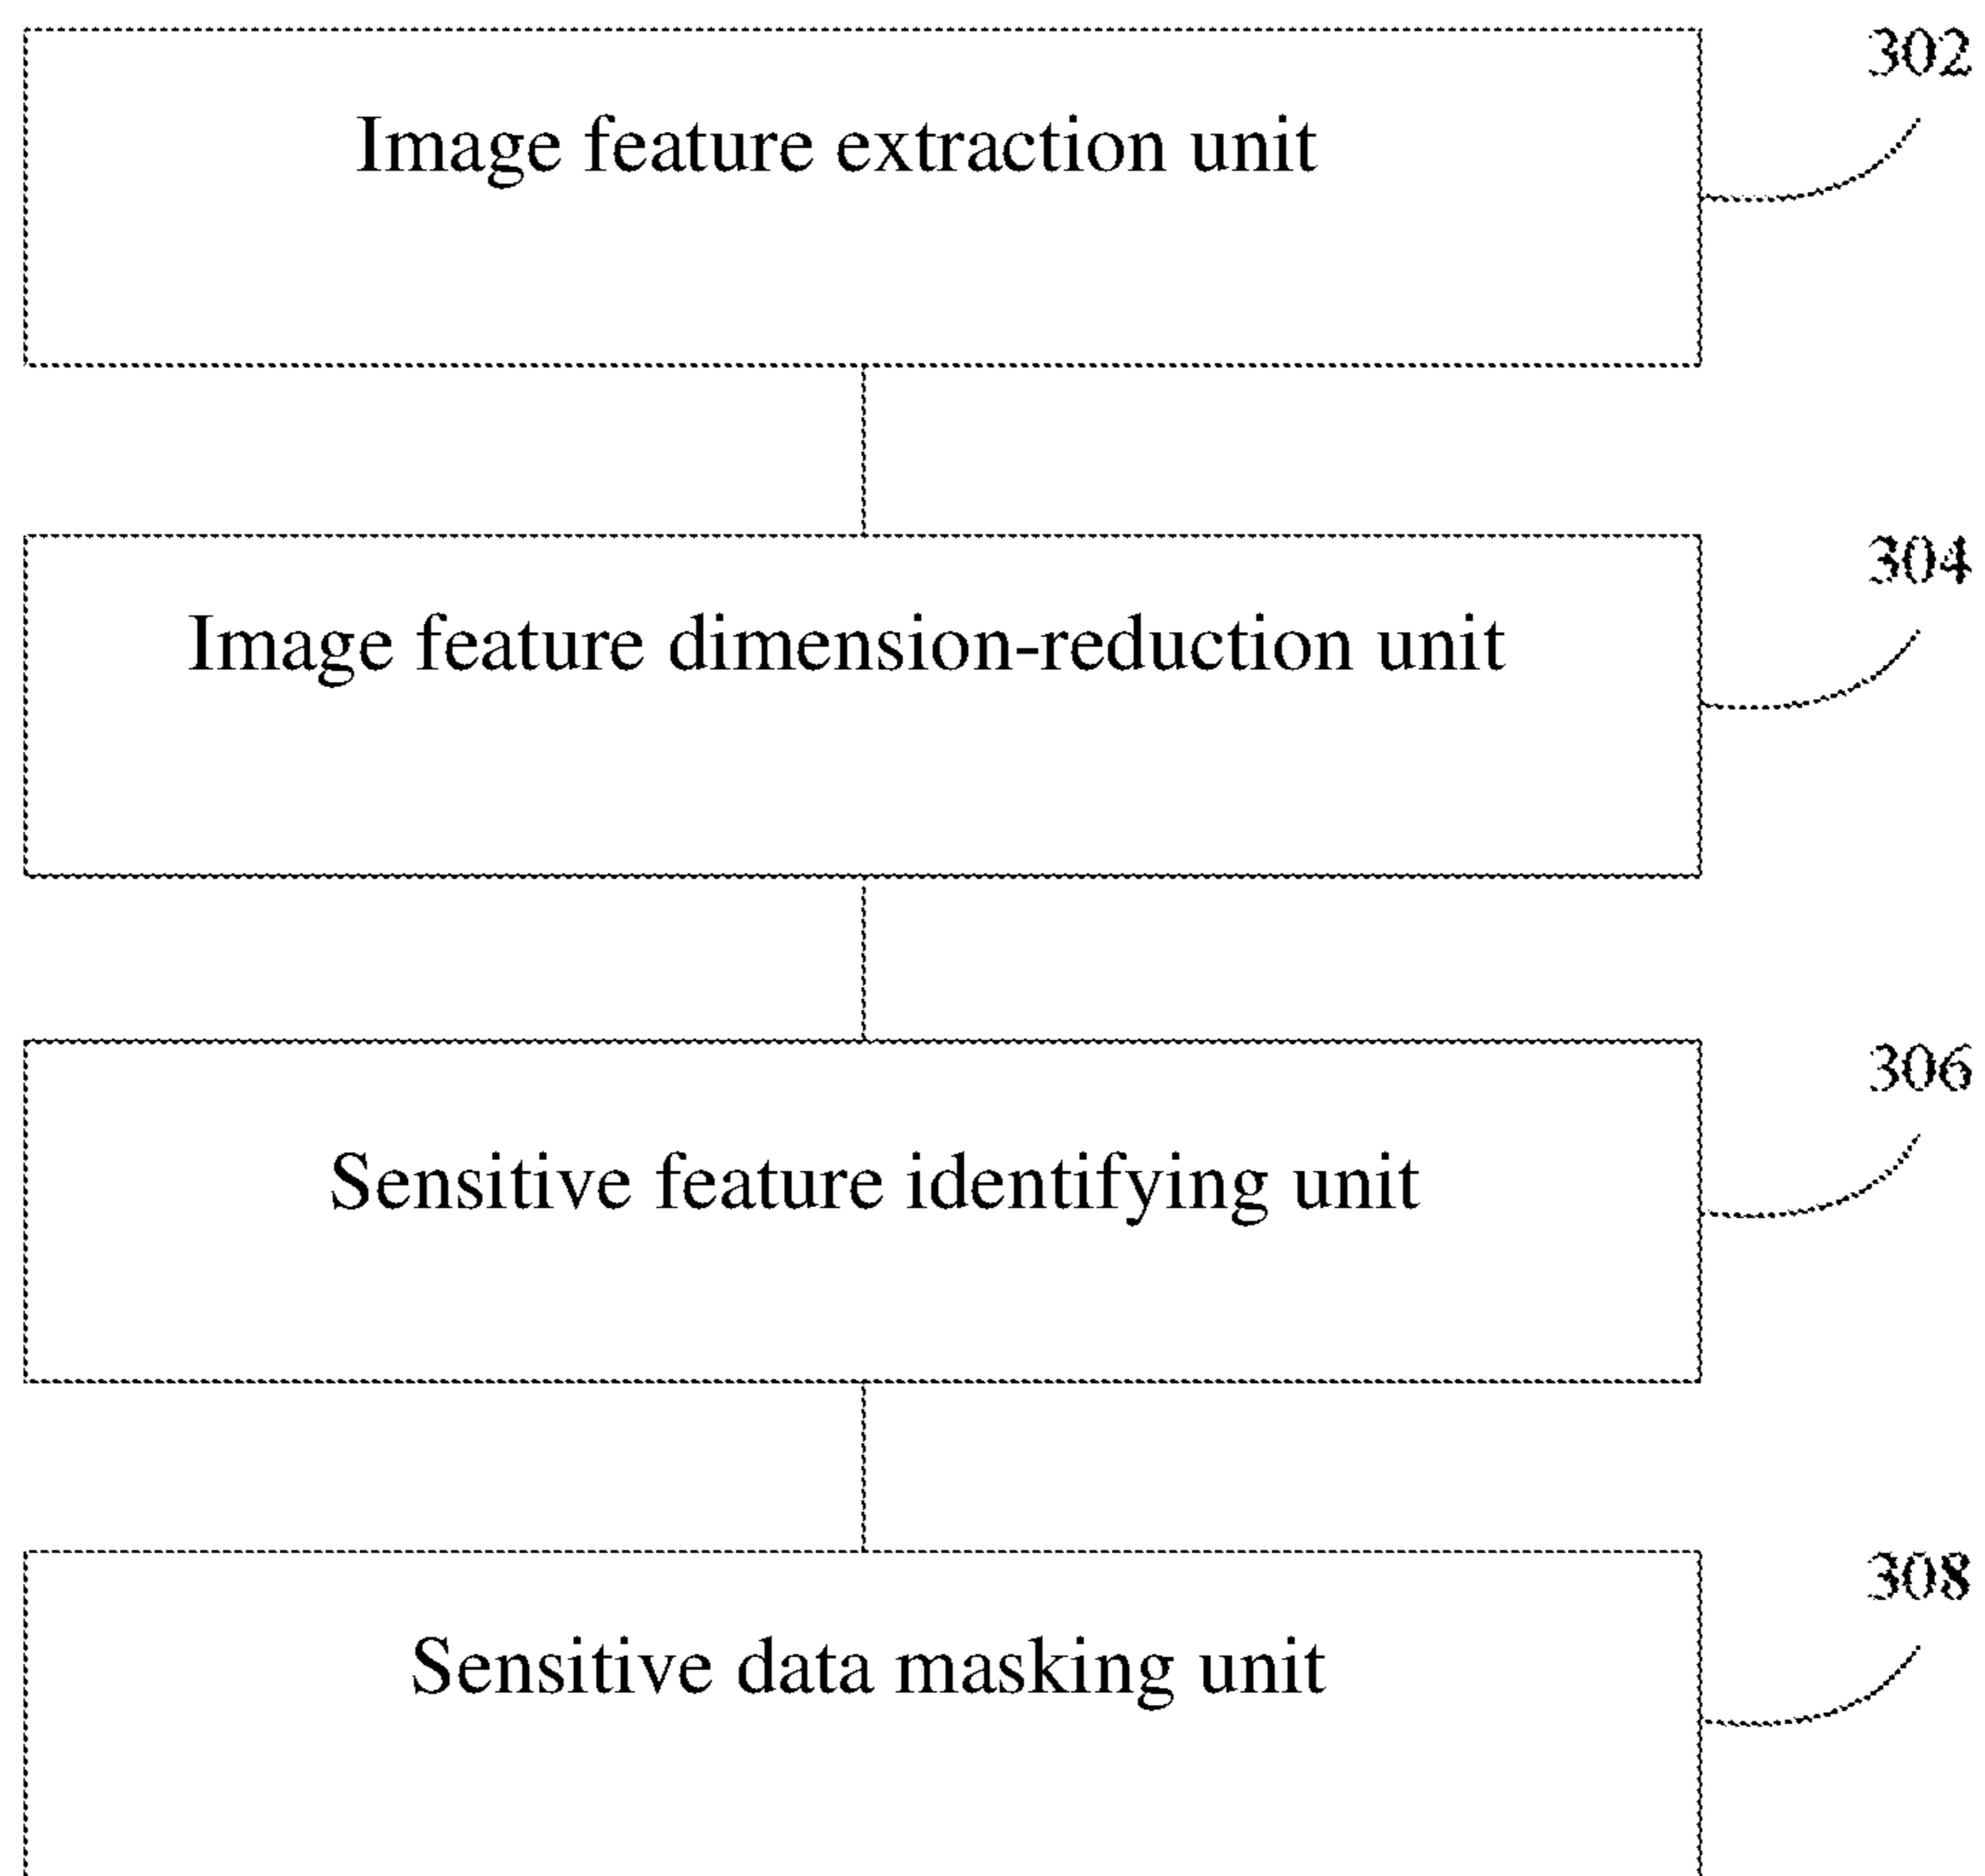 302
Image feature extraction unit
304
Image feature dimension-reduction unit
306
Sensitive feature identifying unit
308
Sensitive data masking unit